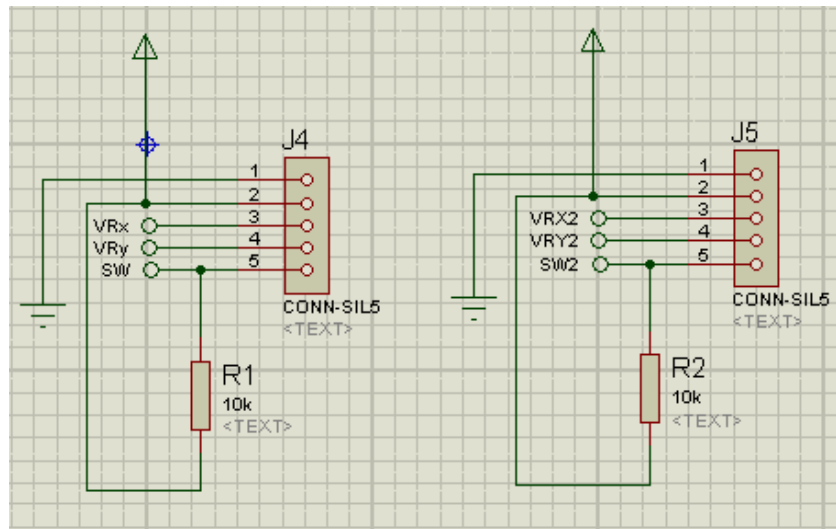 J4
1
2
VRx
3
VRy
4
SW
5
CONN-SIL5
<TEXT>
R1
10k
<TEXT>
J5
1
2
VRX2
3
VRY2
4
SW2
5
CONN-SIL5
<TEXT>
R2
10k
<TEXT>